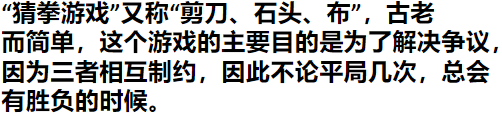 “猜拳游戏”又称“剪刀、石头、布”，古老
而简单，这个游戏的主要目的是为了解决争议，
因为三者相互制约，因此不论平局几次，总会
有胜负的时候。